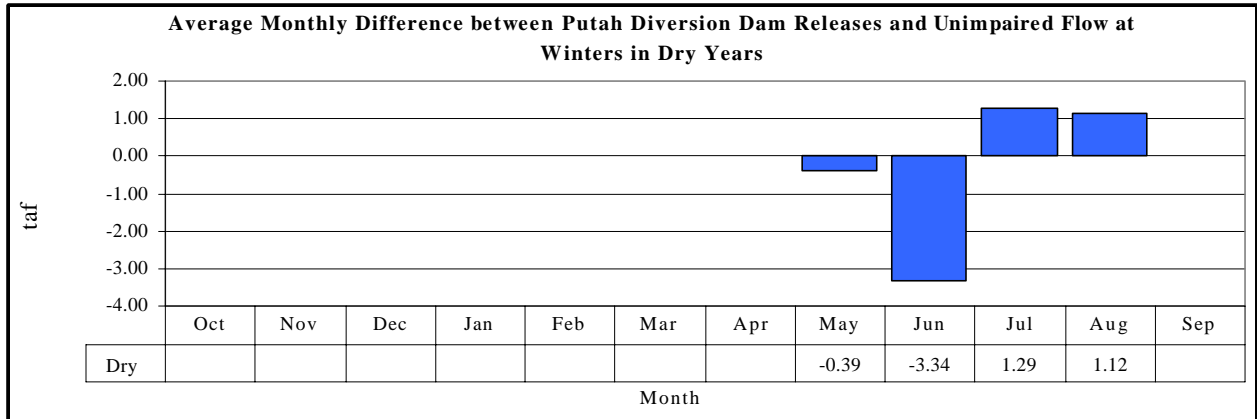 Average Monthly Difference between Putah Diversion Dam Releases and Unimpaired Flow at
Winters in Dry Years
2.00
1.00
0.00
-1.00
-2.00
-3.00
-4.00
taf
Oct Nov Dec Jan Feb Mar Apr May Jun Jul Aug Sep
Dry -0.39 -3.34 1.29 1.12
Month